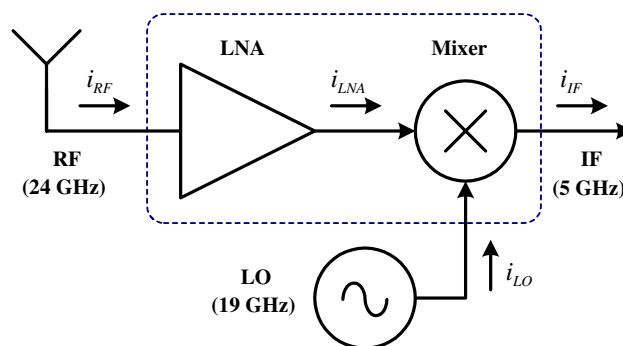 LNA
Mixer
i_RF
i_LNA
i_IF
RF
(24 GHz)
IF
(5 GHz)
LO
(19 GHz)
i_LO